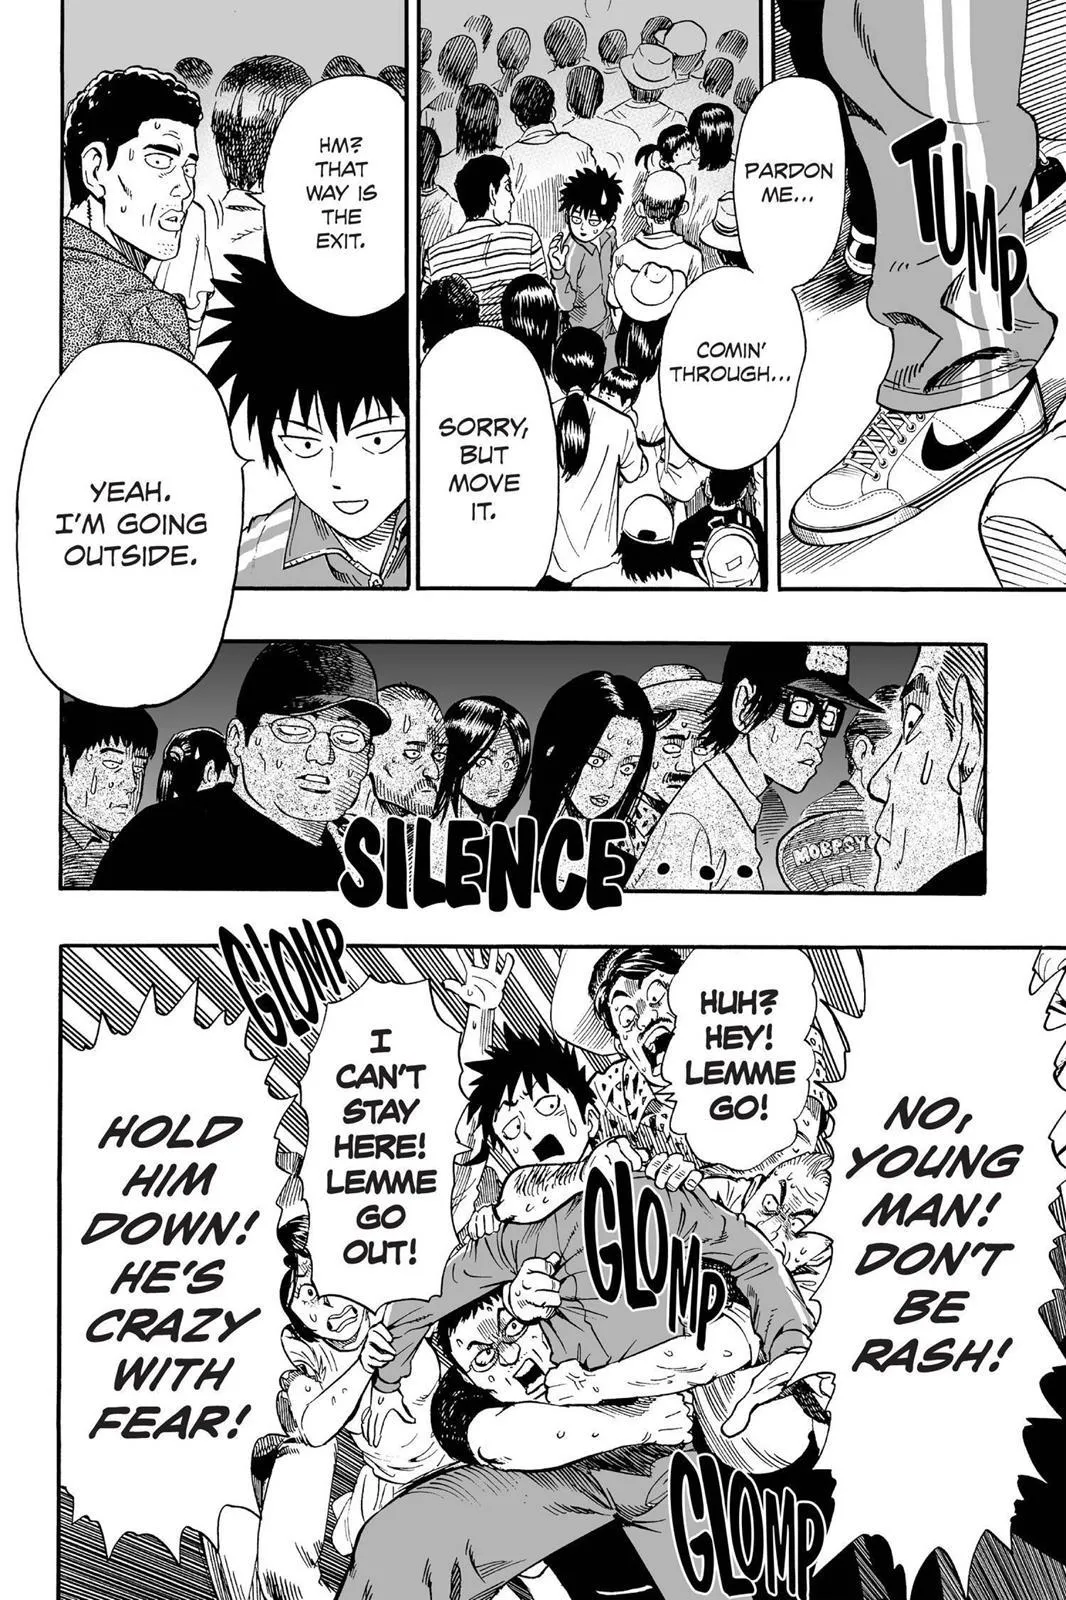 TUMP
PARDON
ME...
COMIN'
THROUGH...
SORRY,
BUT
MOVE
IT.
HM?
THAT
WAY IS
THE
EXIT.
YEAH.
I'M GOING
OUTSIDE.
MOBPSYC
SILENCE...
HUH?
HEY!
LEMME
GO!
NO,
YOUNG
MAN!
DON'T
BE
RASH!
GLOMP
I
CAN'T
STAY
HERE!
LEMME
GO
OUT!
GLOMP
HOLD
HIM
DOWN!
HE'S
CRAZY
WITH
FEAR!
GLOMP